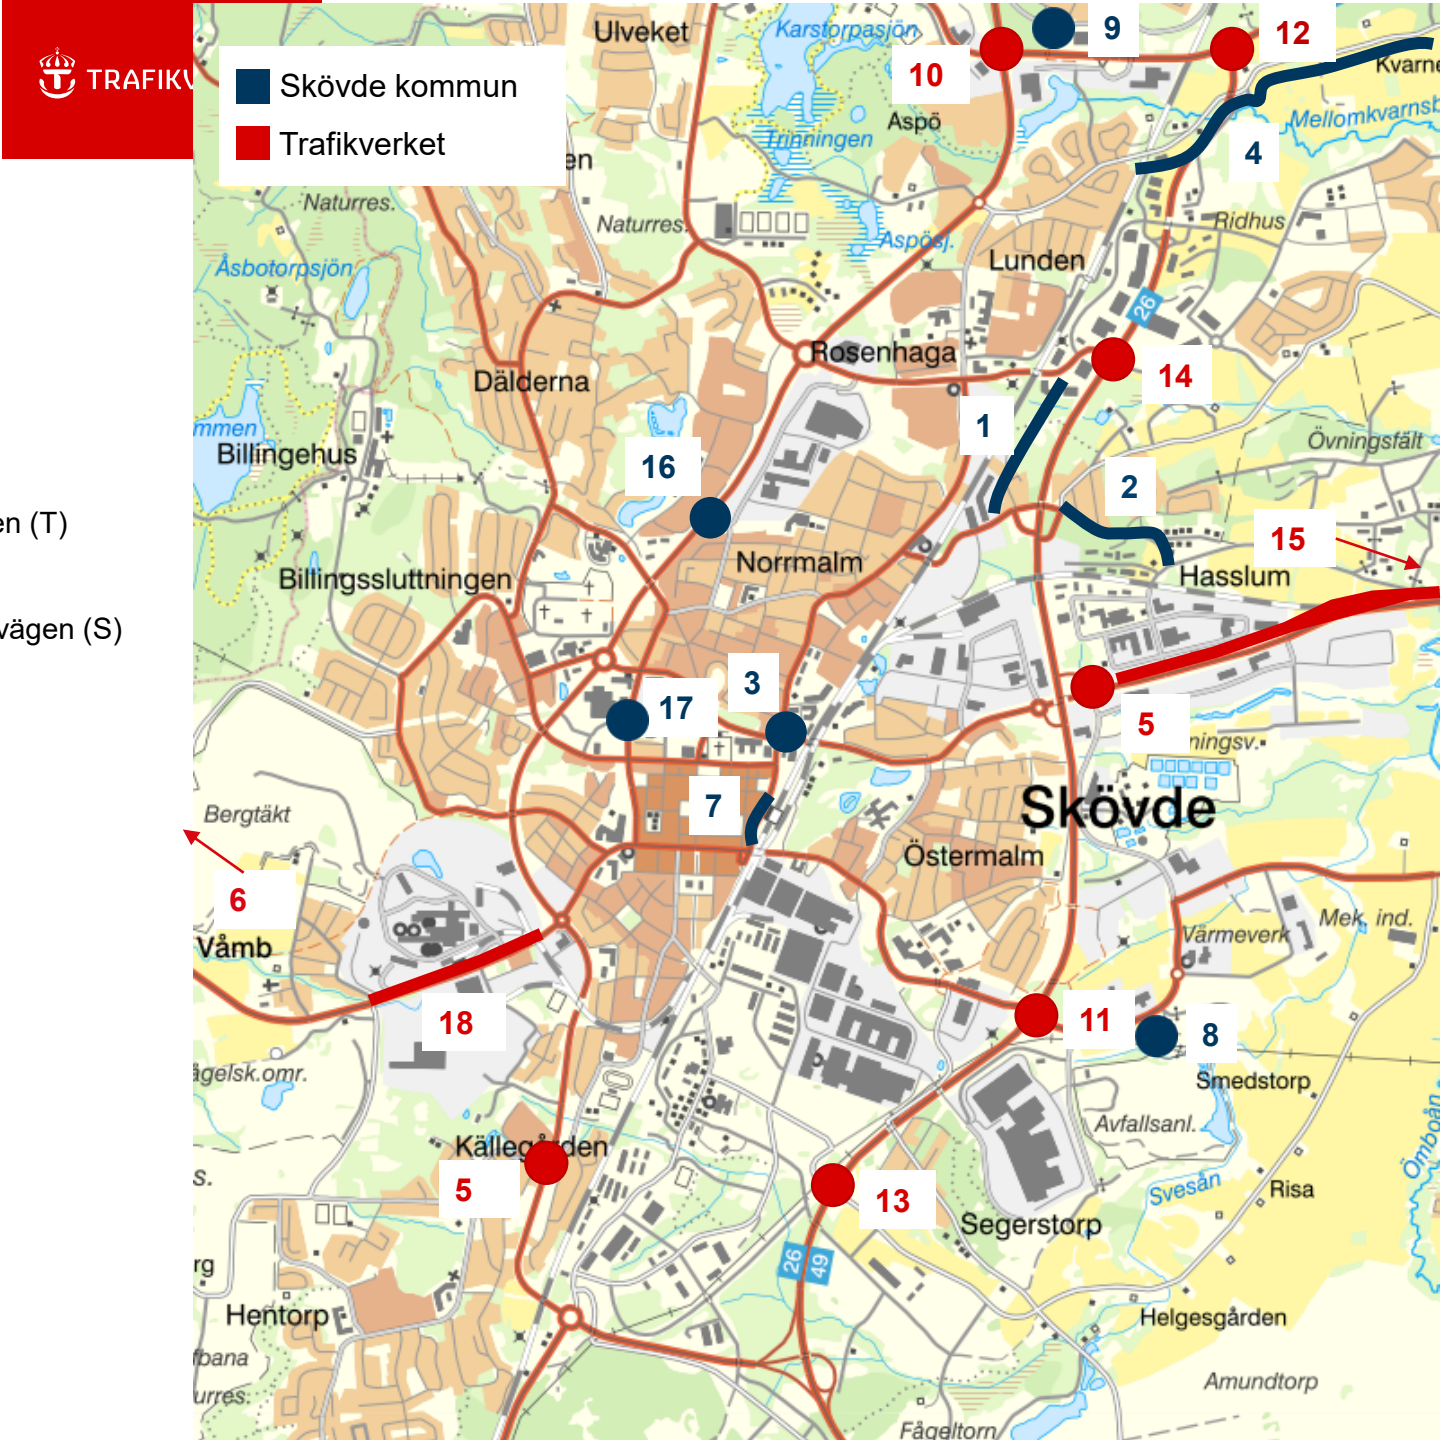 TRAFIKV
Skövde kommun
Trafikverket
en (T)
vägen (S)
Ulveket
Karstorpasjön
9
12
10
Kvarne
Aspö
Mellomkvarnsb
Trinningen
4
en
Naturres.
Naturres.
Ridhus
Aspösj.
Lunden
Åsbotorpsjön
26
Rosenhaga
14
Dälderna
1
mmen
Billingehus
Övningsfält
16
2
15
Norrmalm
Billingssluttningen
Hasslum
3
17
5
ningsv.
7
Skövde
Bergtäkt
Östermalm
6
Mek. ind.
Värmeverk
Våmb
18
11
8
ägelsk.omr.
Smedstorp
Avfallsanl.
Källegården
Ömboån
5
s.
Svesån
Risa
13
Segerstorp
26
49
rg
Hentorp
Helgesgården
fbana
urres.
Amundtorp
Fågeltorn